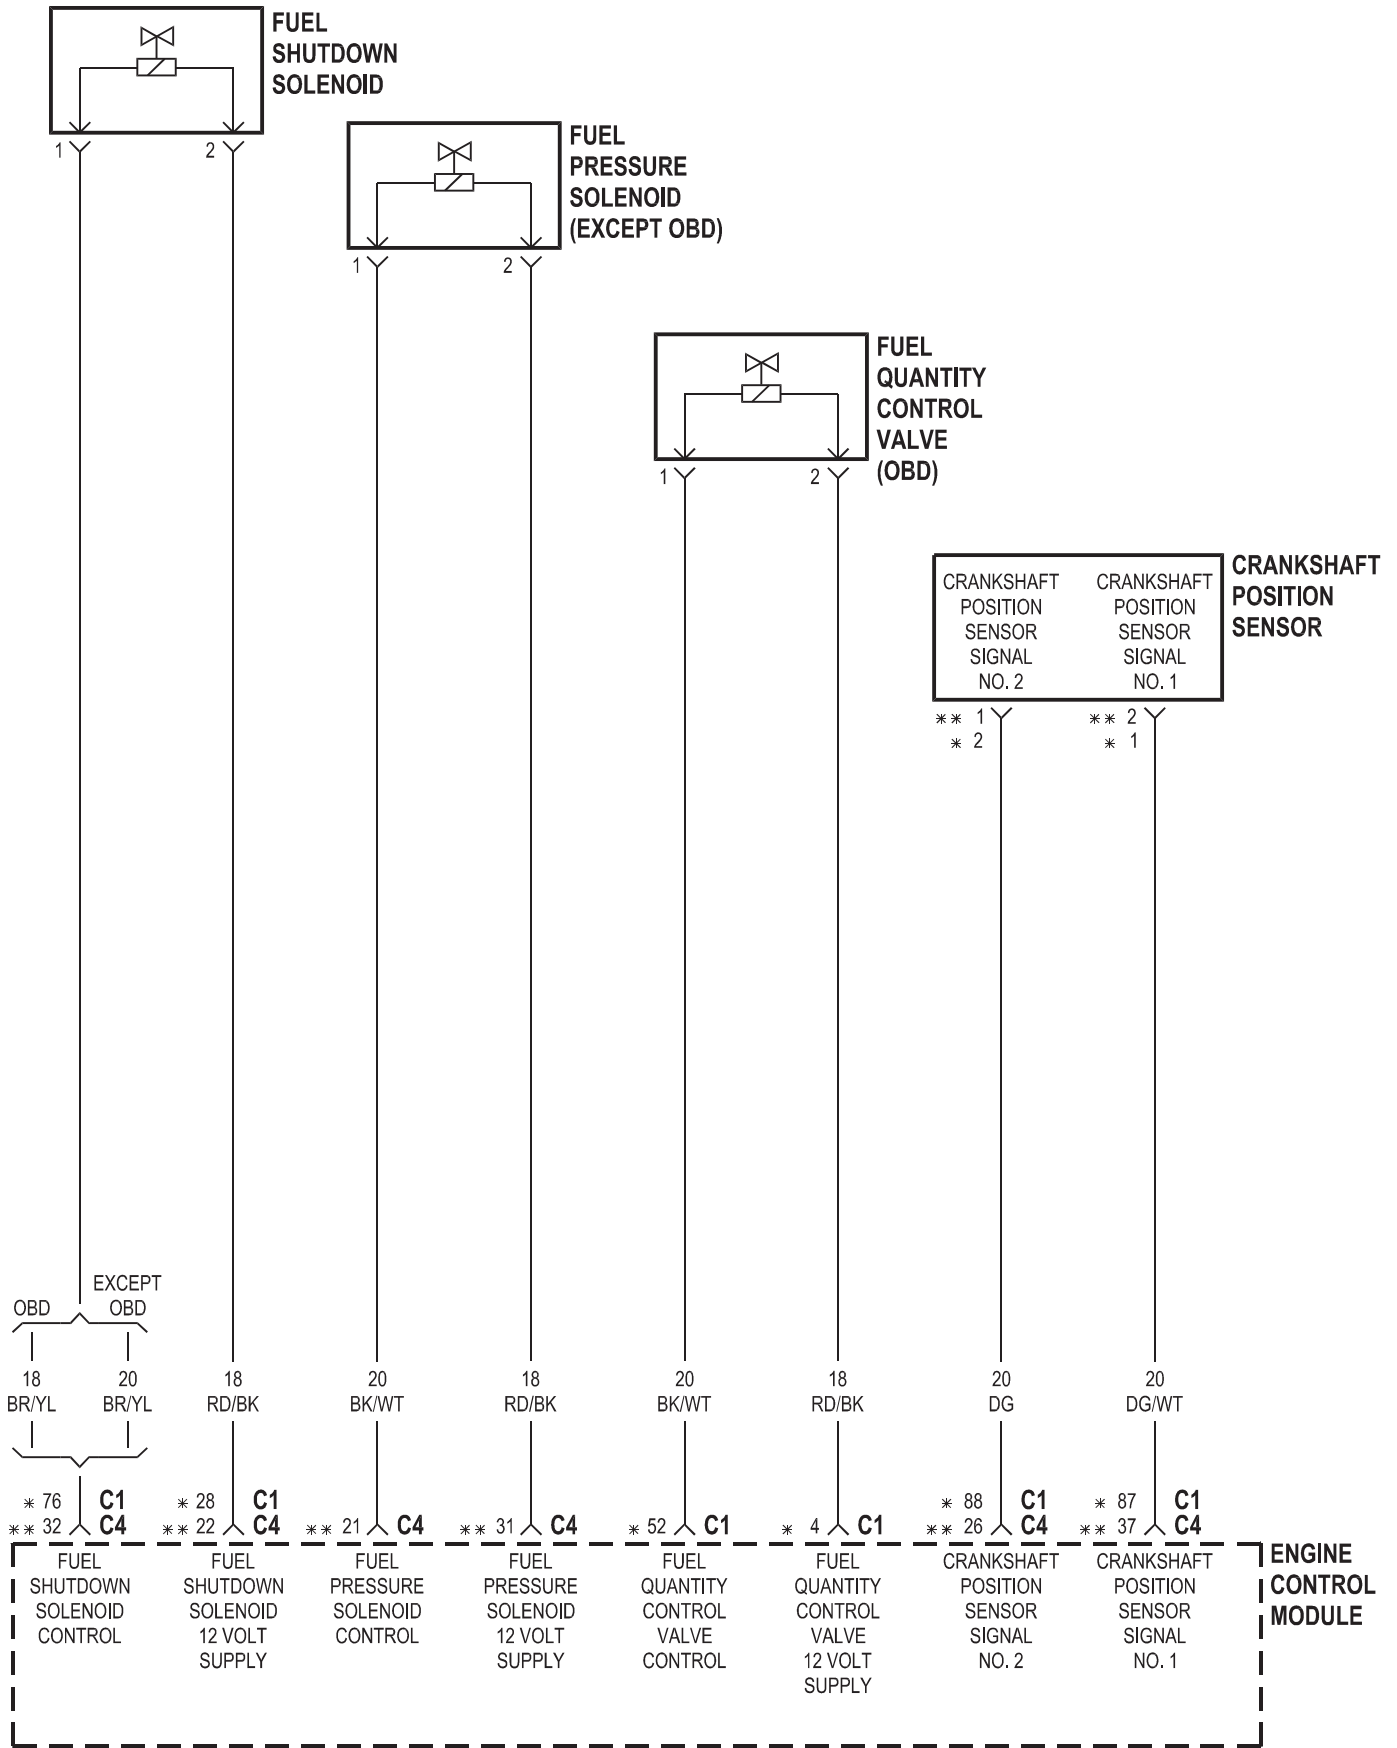 FUEL
SHUTDOWN
SOLENOID
1
2
FUEL
PRESSURE
SOLENOID
(EXCEPT OBD)
1
2
FUEL
QUANTITY
CONTROL
VALVE
(OBD)
1
2
CRANKSHAFT
POSITION
SENSOR
CRANKSHAFT
POSITION
SENSOR
SIGNAL
NO. 2
CRANKSHAFT
POSITION
SENSOR
SIGNAL
NO. 1
** 1
* 2
** 2
* 1
OBD
EXCEPT
OBD
18
BR/YL
20
BR/YL
18
RD/BK
20
BK/WT
18
RD/BK
20
BK/WT
18
RD/BK
20
DG
20
DG/WT
* 76 C1
** 32 C4
* 28 C1
** 22 C4
** 21 C4
** 31 C4
* 52 C1
* 4 C1
* 88 C1
** 26 C4
* 87 C1
** 37 C4
FUEL
SHUTDOWN
SOLENOID
CONTROL
FUEL
SHUTDOWN
SOLENOID
12 VOLT
SUPPLY
FUEL
PRESSURE
SOLENOID
CONTROL
FUEL
PRESSURE
SOLENOID
12 VOLT
SUPPLY
FUEL
QUANTITY
CONTROL
VALVE
CONTROL
FUEL
QUANTITY
CONTROL
VALVE
12 VOLT
SUPPLY
CRANKSHAFT
POSITION
SENSOR
SIGNAL
NO. 2
CRANKSHAFT
POSITION
SENSOR
SIGNAL
NO. 1
ENGINE
CONTROL
MODULE